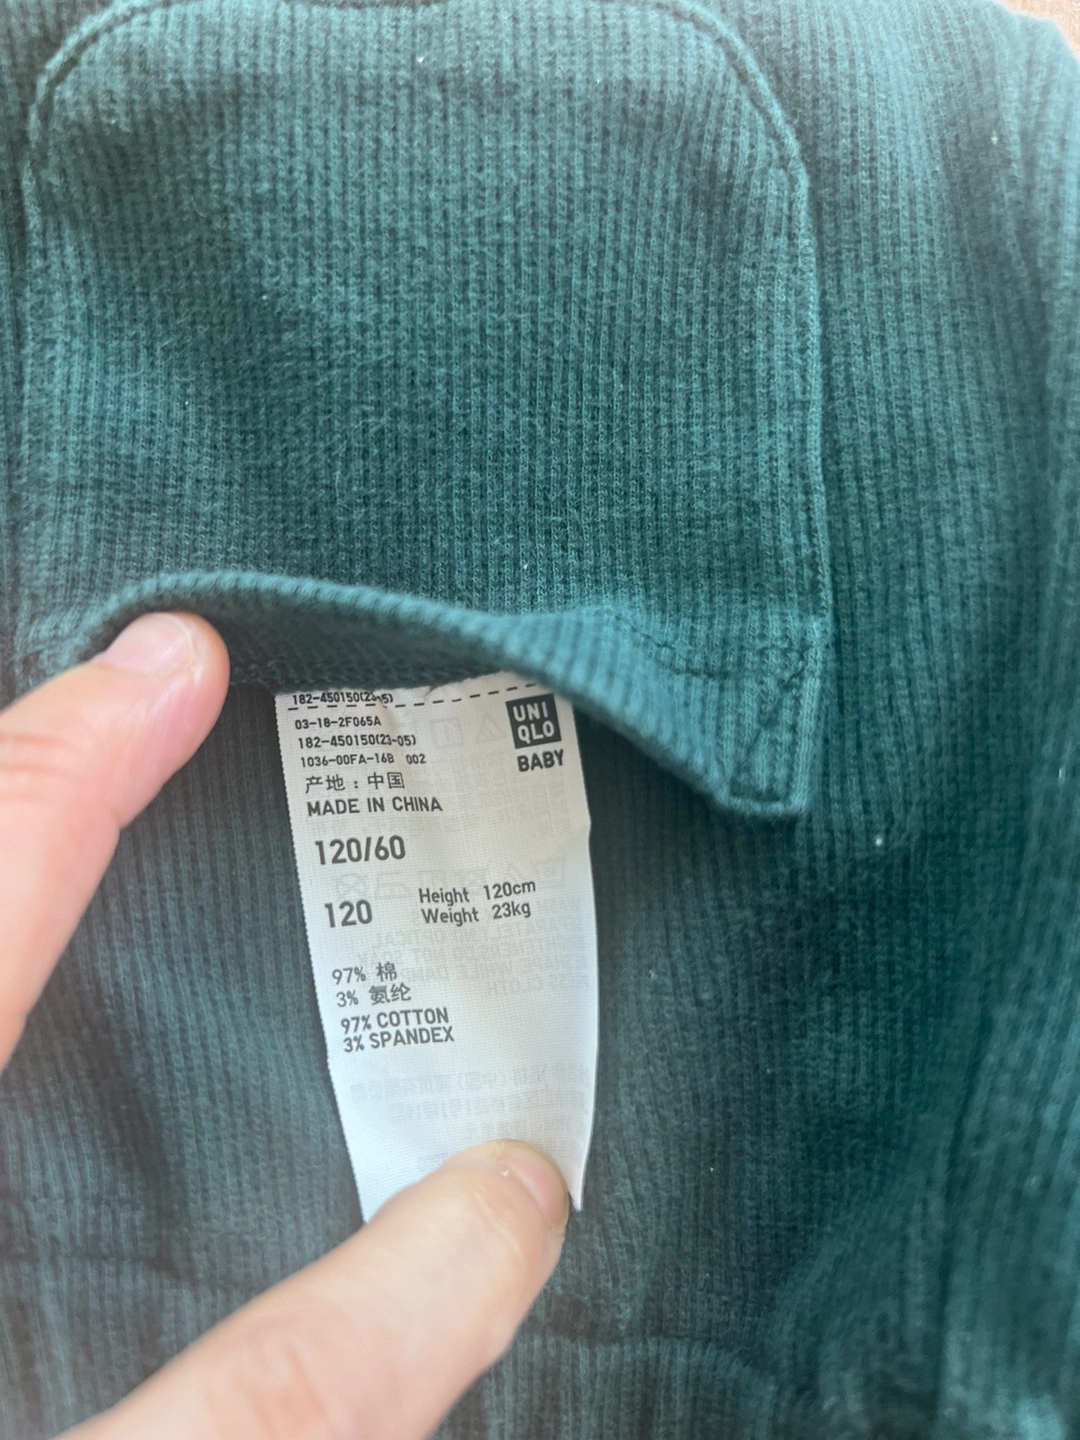 182-450150(23-05)
03-18-2F065A
182-450150(23-05)
1036-00FA-16B 002
UNI
QLO
BABY
产地：中国
MADE IN CHINA
120/60
120
Height 120cm
Weight 23kg
97% 棉
3% 氨纶
97% COTTON
3% SPANDEX